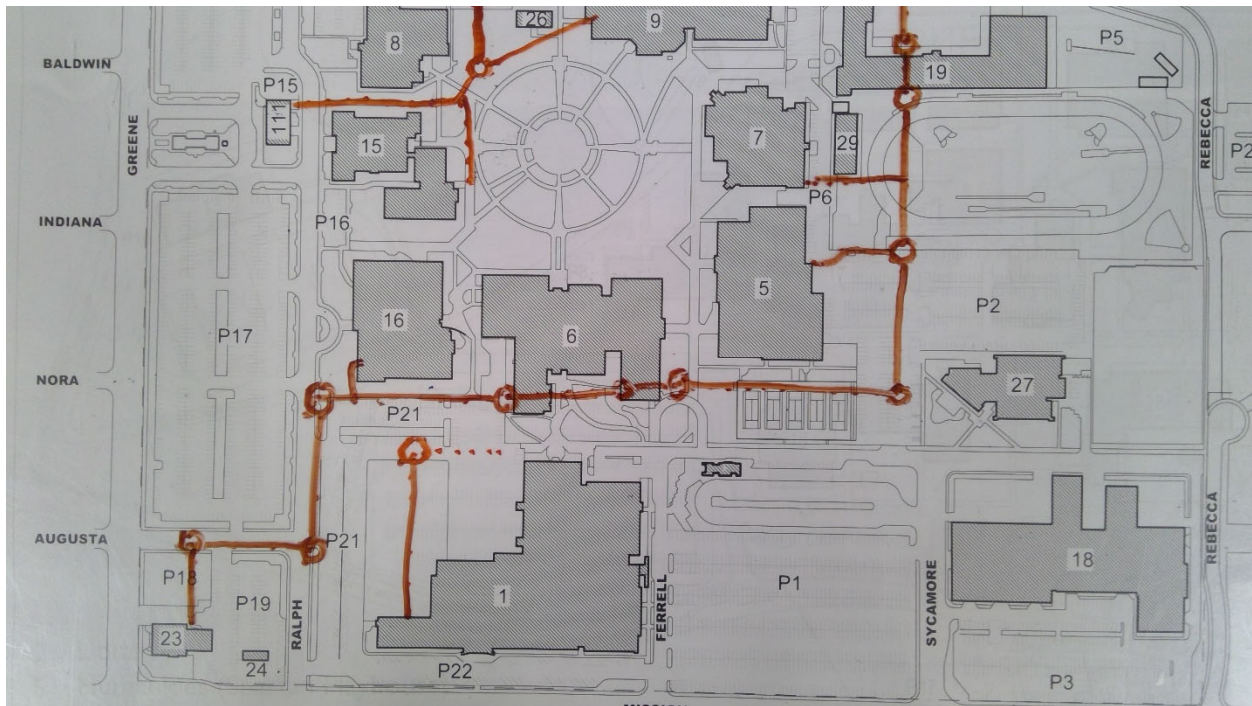 26
9
8
P5
BALDWIN
19
P15
111
7
29
15
GREENE
REBECCA
P2
P6
P16
INDIANA
5
16
6
P17
P2
NORA
27
P21
AUGUSTA
P21
18
REBECCA
P18
P19
1
P1
RALPH
FERRELL
SYCAMORE
23
24
P22
P3